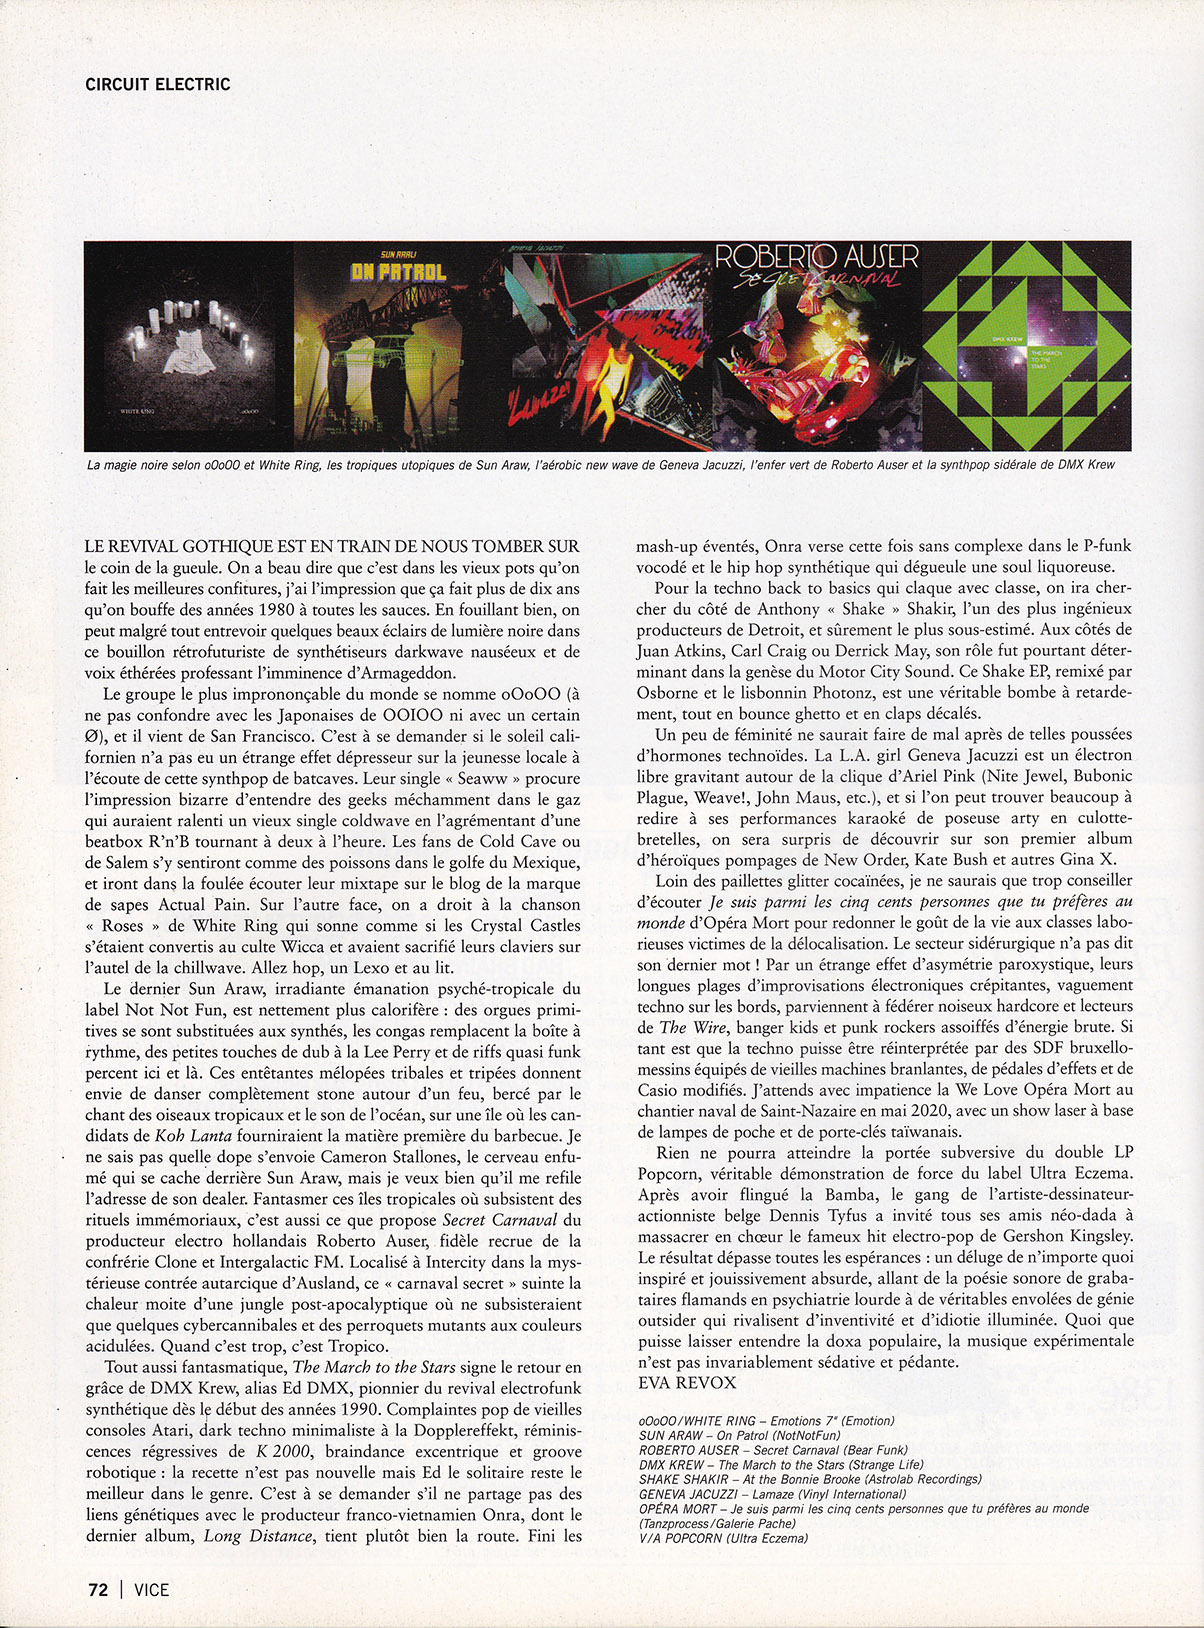 CIRCUIT ELECTRIC
WHITE RING
oOoOO
SUN ARAW
ON PATROL
geneva jacuzzi
Lamaze
ROBERTO AUSER
SECRET CARNAVAL
DMX KREW
THE MARCH
TO THE
STARS
La magie noire selon oOoOO et White Ring, les tropiques utopiques de Sun Araw, l'aérobic new wave de Geneva Jacuzzi, l'enfer vert de Roberto Auser et la synthpop sidérale de DMX Krew
LE REVIVAL GOTHIQUE EST EN TRAIN DE NOUS TOMBER SUR
le coin de la gueule. On a beau dire que c'est dans les vieux pots qu'on
fait les meilleures confitures, j'ai l'impression que ça fait plus de dix ans
qu'on bouffe des années 1980 à toutes les sauces. En fouillant bien, on
peut malgré tout entrevoir quelques beaux éclairs de lumière noire dans
ce bouillon rétrofuturiste de synthétiseurs darkwave nauséeux et de
voix éthérées professant l'imminence d'Armageddon.
Le groupe le plus imprononçable du monde se nomme oOoOO (à
ne pas confondre avec les Japonaises de OOIOO ni avec un certain
Ø), et il vient de San Francisco. C'est à se demander si le soleil cali-
fornien n'a pas eu un étrange effet dépresseur sur la jeunesse locale à
l'écoute de cette synthpop de batcaves. Leur single « Seaww » procure
l'impression bizarre d'entendre des geeks méchamment dans le gaz
qui auraient ralenti un vieux single coldwave en l'agrémentant d'une
beatbox R'n'B tournant à deux à l'heure. Les fans de Cold Cave ou
de Salem s'y sentiront comme des poissons dans le golfe du Mexique,
et iront dans la foulée écouter leur mixtape sur le blog de la marque
de sapes Actual Pain. Sur l'autre face, on a droit à la chanson
« Roses » de White Ring qui sonne comme si les Crystal Castles
s'étaient convertis au culte Wicca et avaient sacrifié leurs claviers sur
l'autel de la chillwave. Allez hop, un Lexo et au lit.
Le dernier Sun Araw, irradiante émanation psyché-tropicale du
label Not Not Fun, est nettement plus calorifère : des orgues primi-
tives se sont substituées aux synthés, les congas remplacent la boîte à
rythme, des petites touches de dub à la Lee Perry et de riffs quasi funk
percent ici et là. Ces entêtantes mélopées tribales et tripées donnent
envie de danser complètement stone autour d'un feu, bercé par le
chant des oiseaux tropicaux et le son de l'océan, sur une île où les can-
didats de Koh Lanta fourniraient la matière première du barbecue. Je
ne sais pas quelle dope s'envoie Cameron Stallones, le cerveau enfu-
mé qui se cache derrière Sun Araw, mais je veux bien qu'il me refile
l'adresse de son dealer. Fantasmer ces îles tropicales où subsistent des
rituels immémoriaux, c'est aussi ce que propose Secret Carnaval du
producteur electro hollandais Roberto Auser, fidèle recrue de la
confrérie Clone et Intergalactic FM. Localisé à Intercity dans la mys-
térieuse contrée autarcique d'Ausland, ce « carnaval secret » suinte la
chaleur moite d'une jungle post-apocalyptique où ne subsisteraient
que quelques cybercannibales et des perroquets mutants aux couleurs
acidulées. Quand c'est trop, c'est Tropico.
Tout aussi fantasmatique, The March to the Stars signe le retour en
grâce de DMX Krew, alias Ed DMX, pionnier du revival electrofunk
synthétique dès le début des années 1990. Complaintes pop de vieilles
consoles Atari, dark techno minimaliste à la Dopplereffekt, réminis-
cences régressives de K 2000, braindance excentrique et groove
robotique : la recette n'est pas nouvelle mais Ed le solitaire reste le
meilleur dans le genre. C'est à se demander s'il ne partage pas des
liens génétiques avec le producteur franco-vietnamien Onra, dont le
dernier album, Long Distance, tient plutôt bien la route. Fini les
mash-up éventés, Onra verse cette fois sans complexe dans le P-funk
vocodé et le hip hop synthétique qui dégueule une soul liquoreuse.
Pour la techno back to basics qui claque avec classe, on ira cher-
cher du côté de Anthony « Shake » Shakir, l'un des plus ingénieux
producteurs de Detroit, et sûrement le plus sous-estimé. Aux côtés de
Juan Atkins, Carl Craig ou Derrick May, son rôle fut pourtant déter-
minant dans la genèse du Motor City Sound. Ce Shake EP, remixé par
Osborne et le lisbonnin Photonz, est une véritable bombe à retarde-
ment, tout en bounce ghetto et en claps décalés.
Un peu de féminité ne saurait faire de mal après de telles poussées
d'hormones technoïdes. La L.A. girl Geneva Jacuzzi est un électron
libre gravitant autour de la clique d'Ariel Pink (Nite Jewel, Bubonic
Plague, Weave!, John Maus, etc.), et si l'on peut trouver beaucoup à
redire à ses performances karaoké de poseuse arty en culotte-
bretelles, on sera surpris de découvrir sur son premier album
d'héroïques pompages de New Order, Kate Bush et autres Gina X.
Loin des paillettes glitter cocaïnées, je ne saurais que trop conseiller
d'écouter Je suis parmi les cinq cents personnes que tu préfères au
monde d'Opéra Mort pour redonner le goût de la vie aux classes labo-
rieuses victimes de la délocalisation. Le secteur sidérurgique n'a pas dit
son dernier mot ! Par un étrange effet d'asymétrie paroxystique, leurs
longues plages d'improvisations électroniques crépitantes, vaguement
techno sur les bords, parviennent à fédérer noiseux hardcore et lecteurs
de The Wire, banger kids et punk rockers assoiffés d'énergie brute. Si
tant est que la techno puisse être réinterprétée par des SDF bruxello-
messins équipés de vieilles machines branlantes, de pédales d'effets et de
Casio modifiés. J'attends avec impatience la We Love Opéra Mort au
chantier naval de Saint-Nazaire en mai 2020, avec un show laser à base
de lampes de poche et de porte-clés taïwanais.
Rien ne pourra atteindre la portée subversive du double LP
Popcorn, véritable démonstration de force du label Ultra Eczema.
Après avoir flingué la Bamba, le gang de l'artiste-dessinateur-
actionniste belge Dennis Tyfus a invité tous ses amis néo-dada à
massacrer en chœur le fameux hit electro-pop de Gershon Kingsley.
Le résultat dépasse toutes les espérances : un déluge de n'importe quoi
inspiré et jouissivement absurde, allant de la poésie sonore de graba-
taires flamands en psychiatrie lourde à de véritables envolées de génie
outsider qui rivalisent d'inventivité et d'idiotie illuminée. Quoi que
puisse laisser entendre la doxa populaire, la musique expérimentale
n'est pas invariablement sédative et pédante.
EVA REVOX
oOoOO/WHITE RING – Emotions 7" (Emotion)
SUN ARAW – On Patrol (NotNotFun)
ROBERTO AUSER – Secret Carnaval (Bear Funk)
DMX KREW – The March to the Stars (Strange Life)
SHAKE SHAKIR – At the Bonnie Brooke (Astrolab Recordings)
GENEVA JACUZZI – Lamaze (Vinyl International)
OPÉRA MORT – Je suis parmi les cinq cents personnes que tu préfères au monde
(Tanzprocess/Galerie Pache)
V/A POPCORN (Ultra Eczema)
72 | VICE